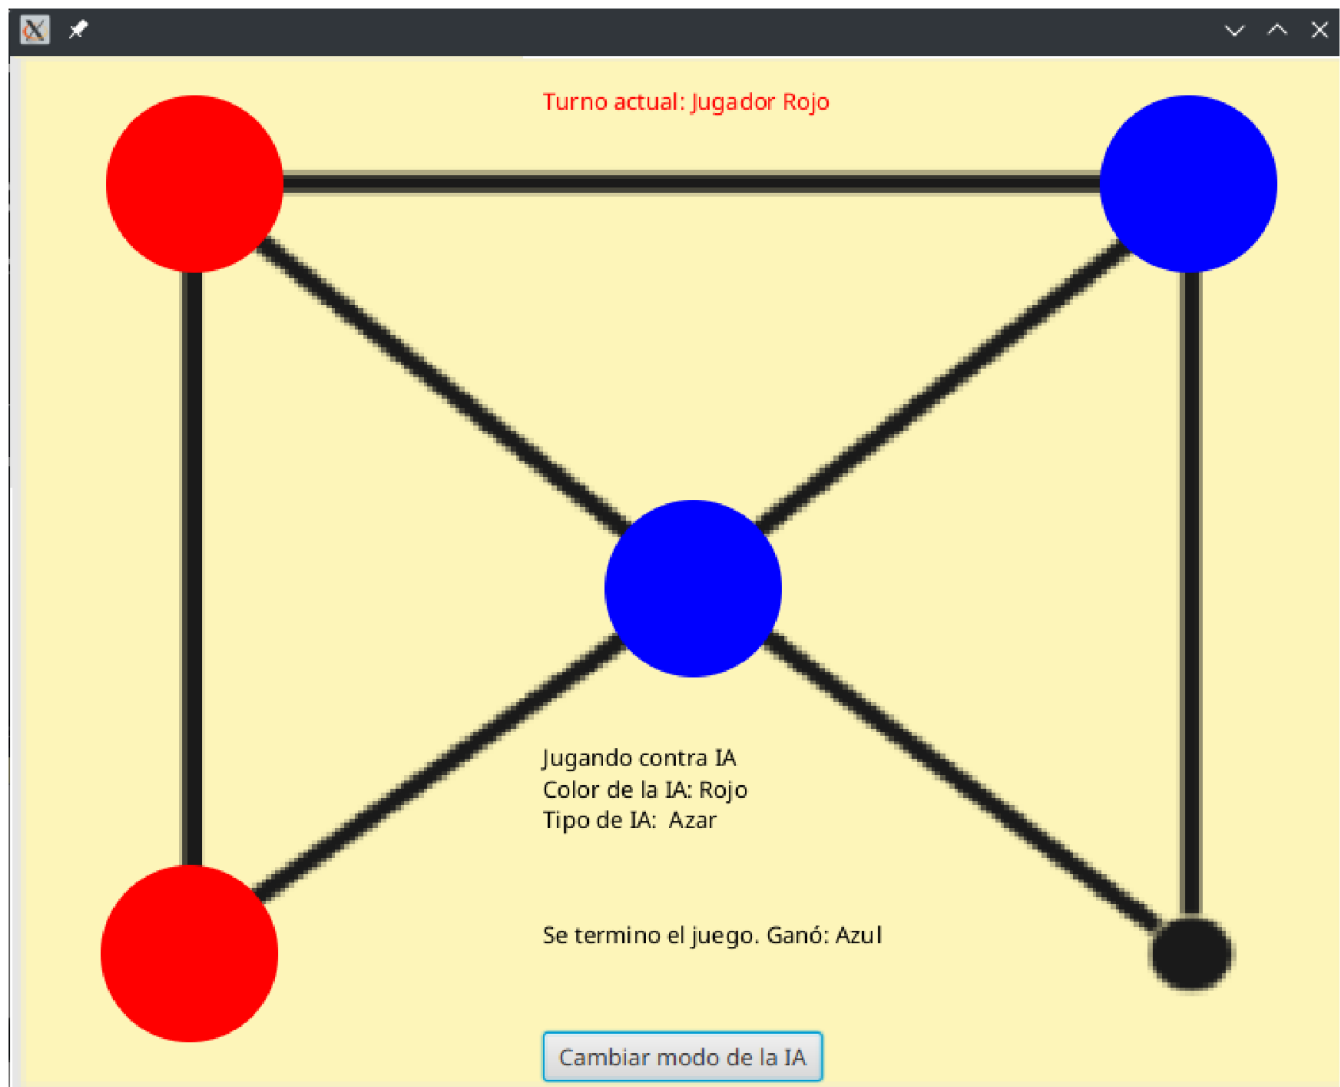 Turno actual: Jugador Rojo
Jugando contra IA
Color de la IA: Rojo
Tipo de IA:  Azar
Se termino el juego. Ganó: Azul
Cambiar modo de la IA